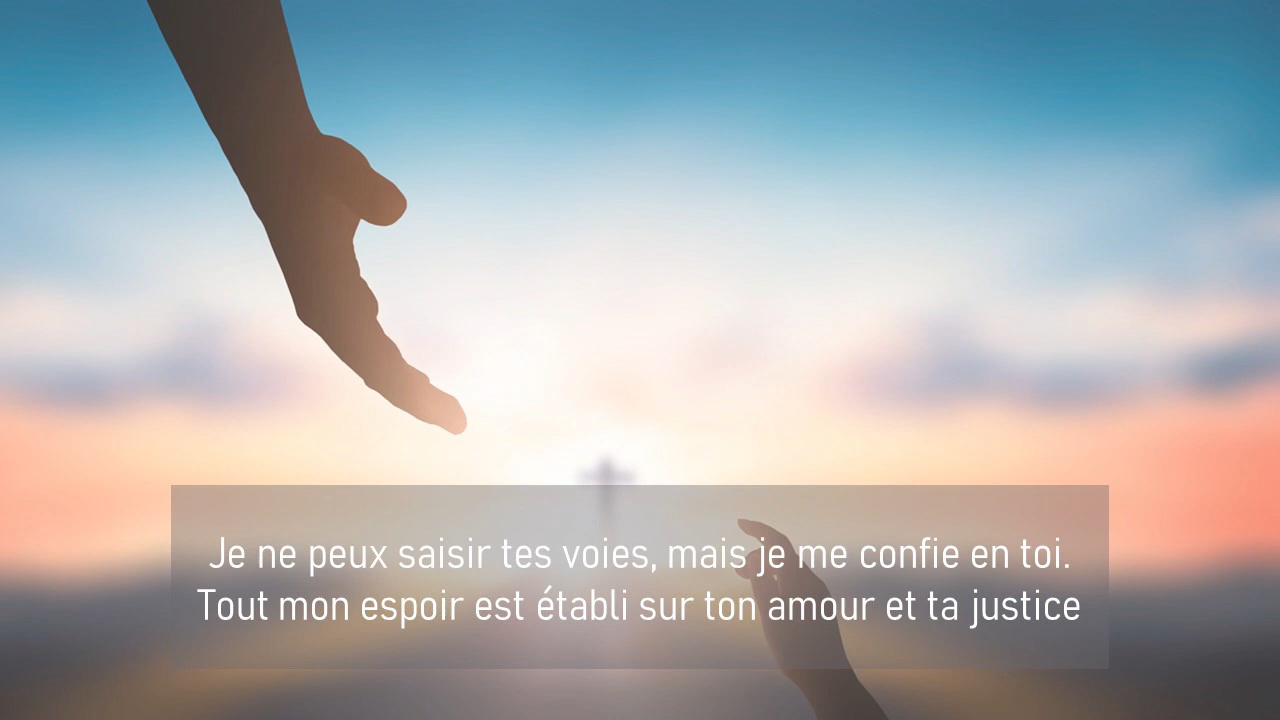 Je ne peux saisir tes voies, mais je me confie en toi.
Tout mon espoir est établi sur ton amour et ta justice